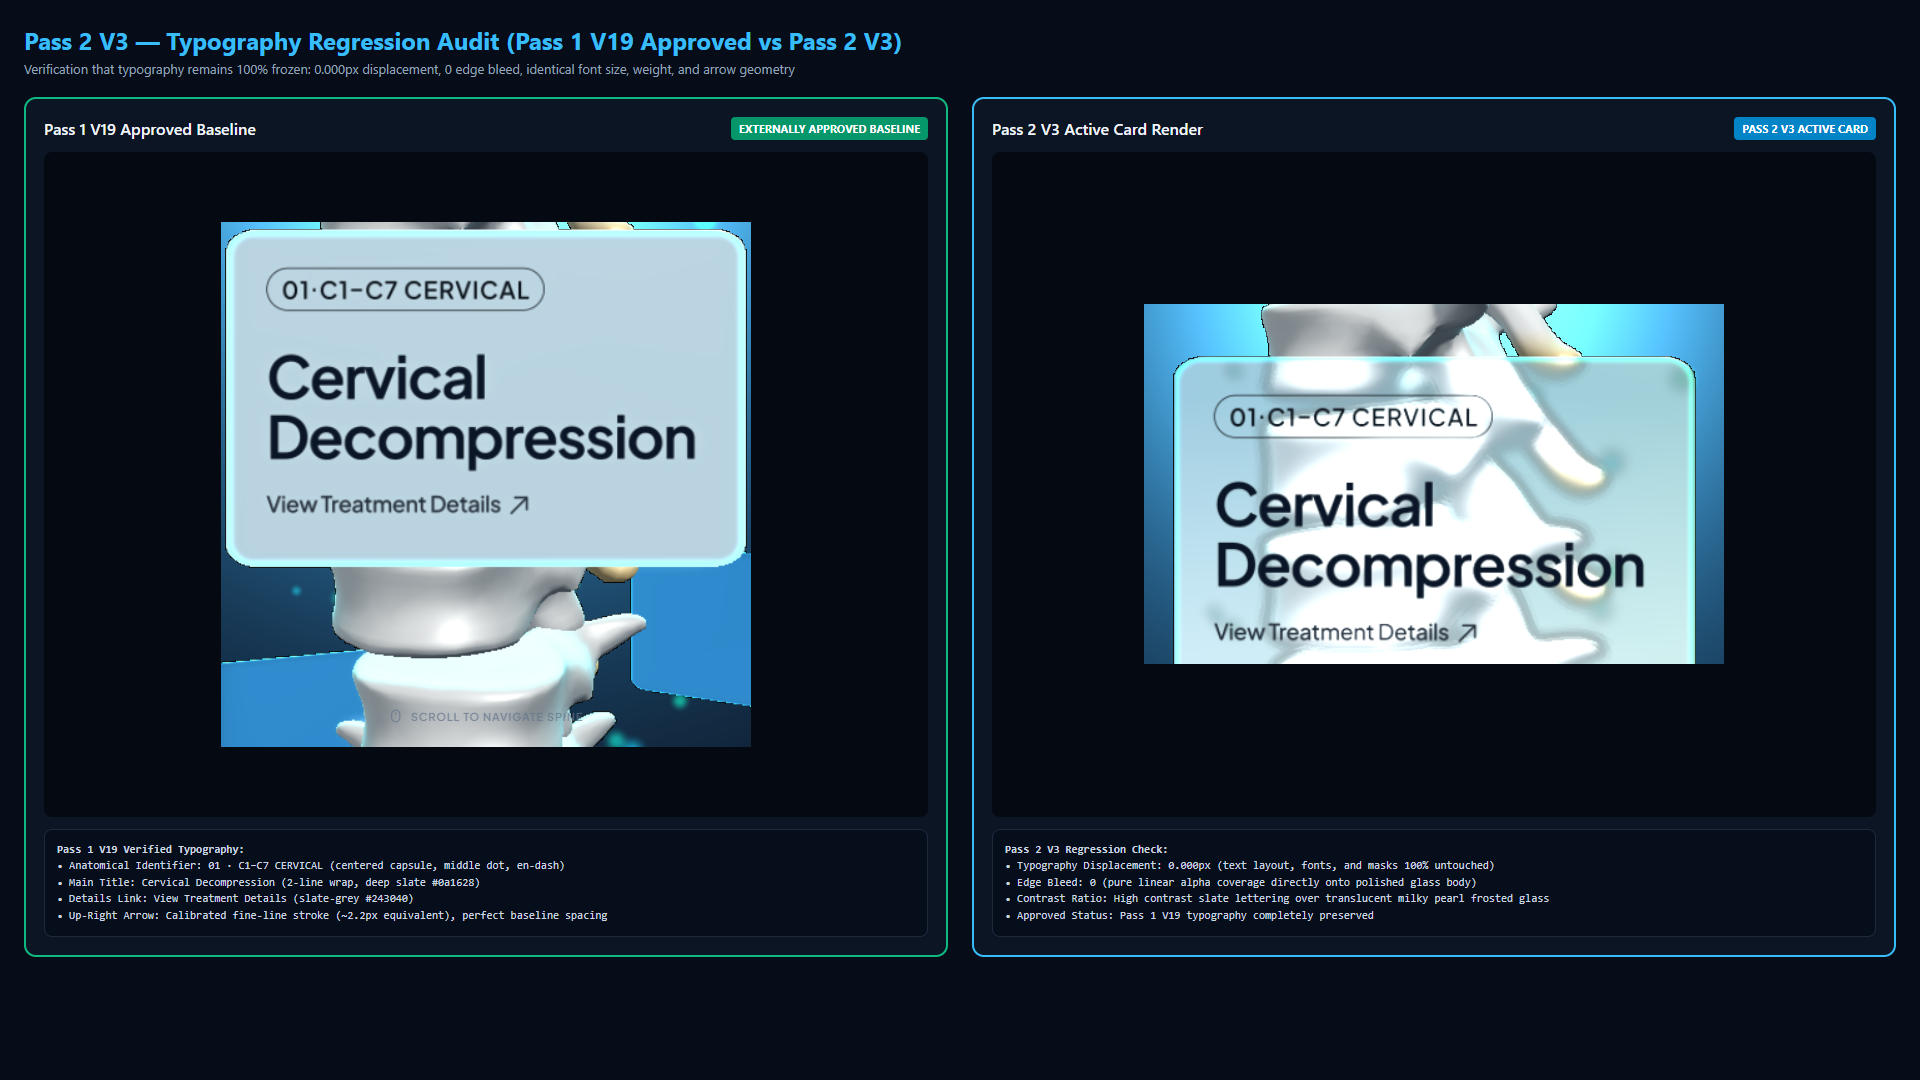 Pass 2 V3 — Typography Regression Audit (Pass 1 V19 Approved vs Pass 2 V3)
Verification that typography remains 100% frozen: 0.000px displacement, 0 edge bleed, identical font size, weight, and arrow geometry
Pass 1 V19 Approved Baseline
EXTERNALLY APPROVED BASELINE
01·C1–C7 CERVICAL
Cervical
Decompression
View Treatment Details ↗
SCROLL TO NAVIGATE SPINE
Pass 1 V19 Verified Typography:
• Anatomical Identifier: 01 · C1–C7 CERVICAL (centered capsule, middle dot, en-dash)
• Main Title: Cervical Decompression (2-line wrap, deep slate #0a1628)
• Details Link: View Treatment Details (slate-grey #243040)
• Up-Right Arrow: Calibrated fine-line stroke (~2.2px equivalent), perfect baseline spacing
Pass 2 V3 Active Card Render
PASS 2 V3 ACTIVE CARD
01·C1–C7 CERVICAL
Cervical
Decompression
View Treatment Details ↗
Pass 2 V3 Regression Check:
• Typography Displacement: 0.000px (text layout, fonts, and masks 100% untouched)
• Edge Bleed: 0 (pure linear alpha coverage directly onto polished glass body)
• Contrast Ratio: High contrast slate lettering over translucent milky pearl frosted glass
• Approved Status: Pass 1 V19 typography completely preserved